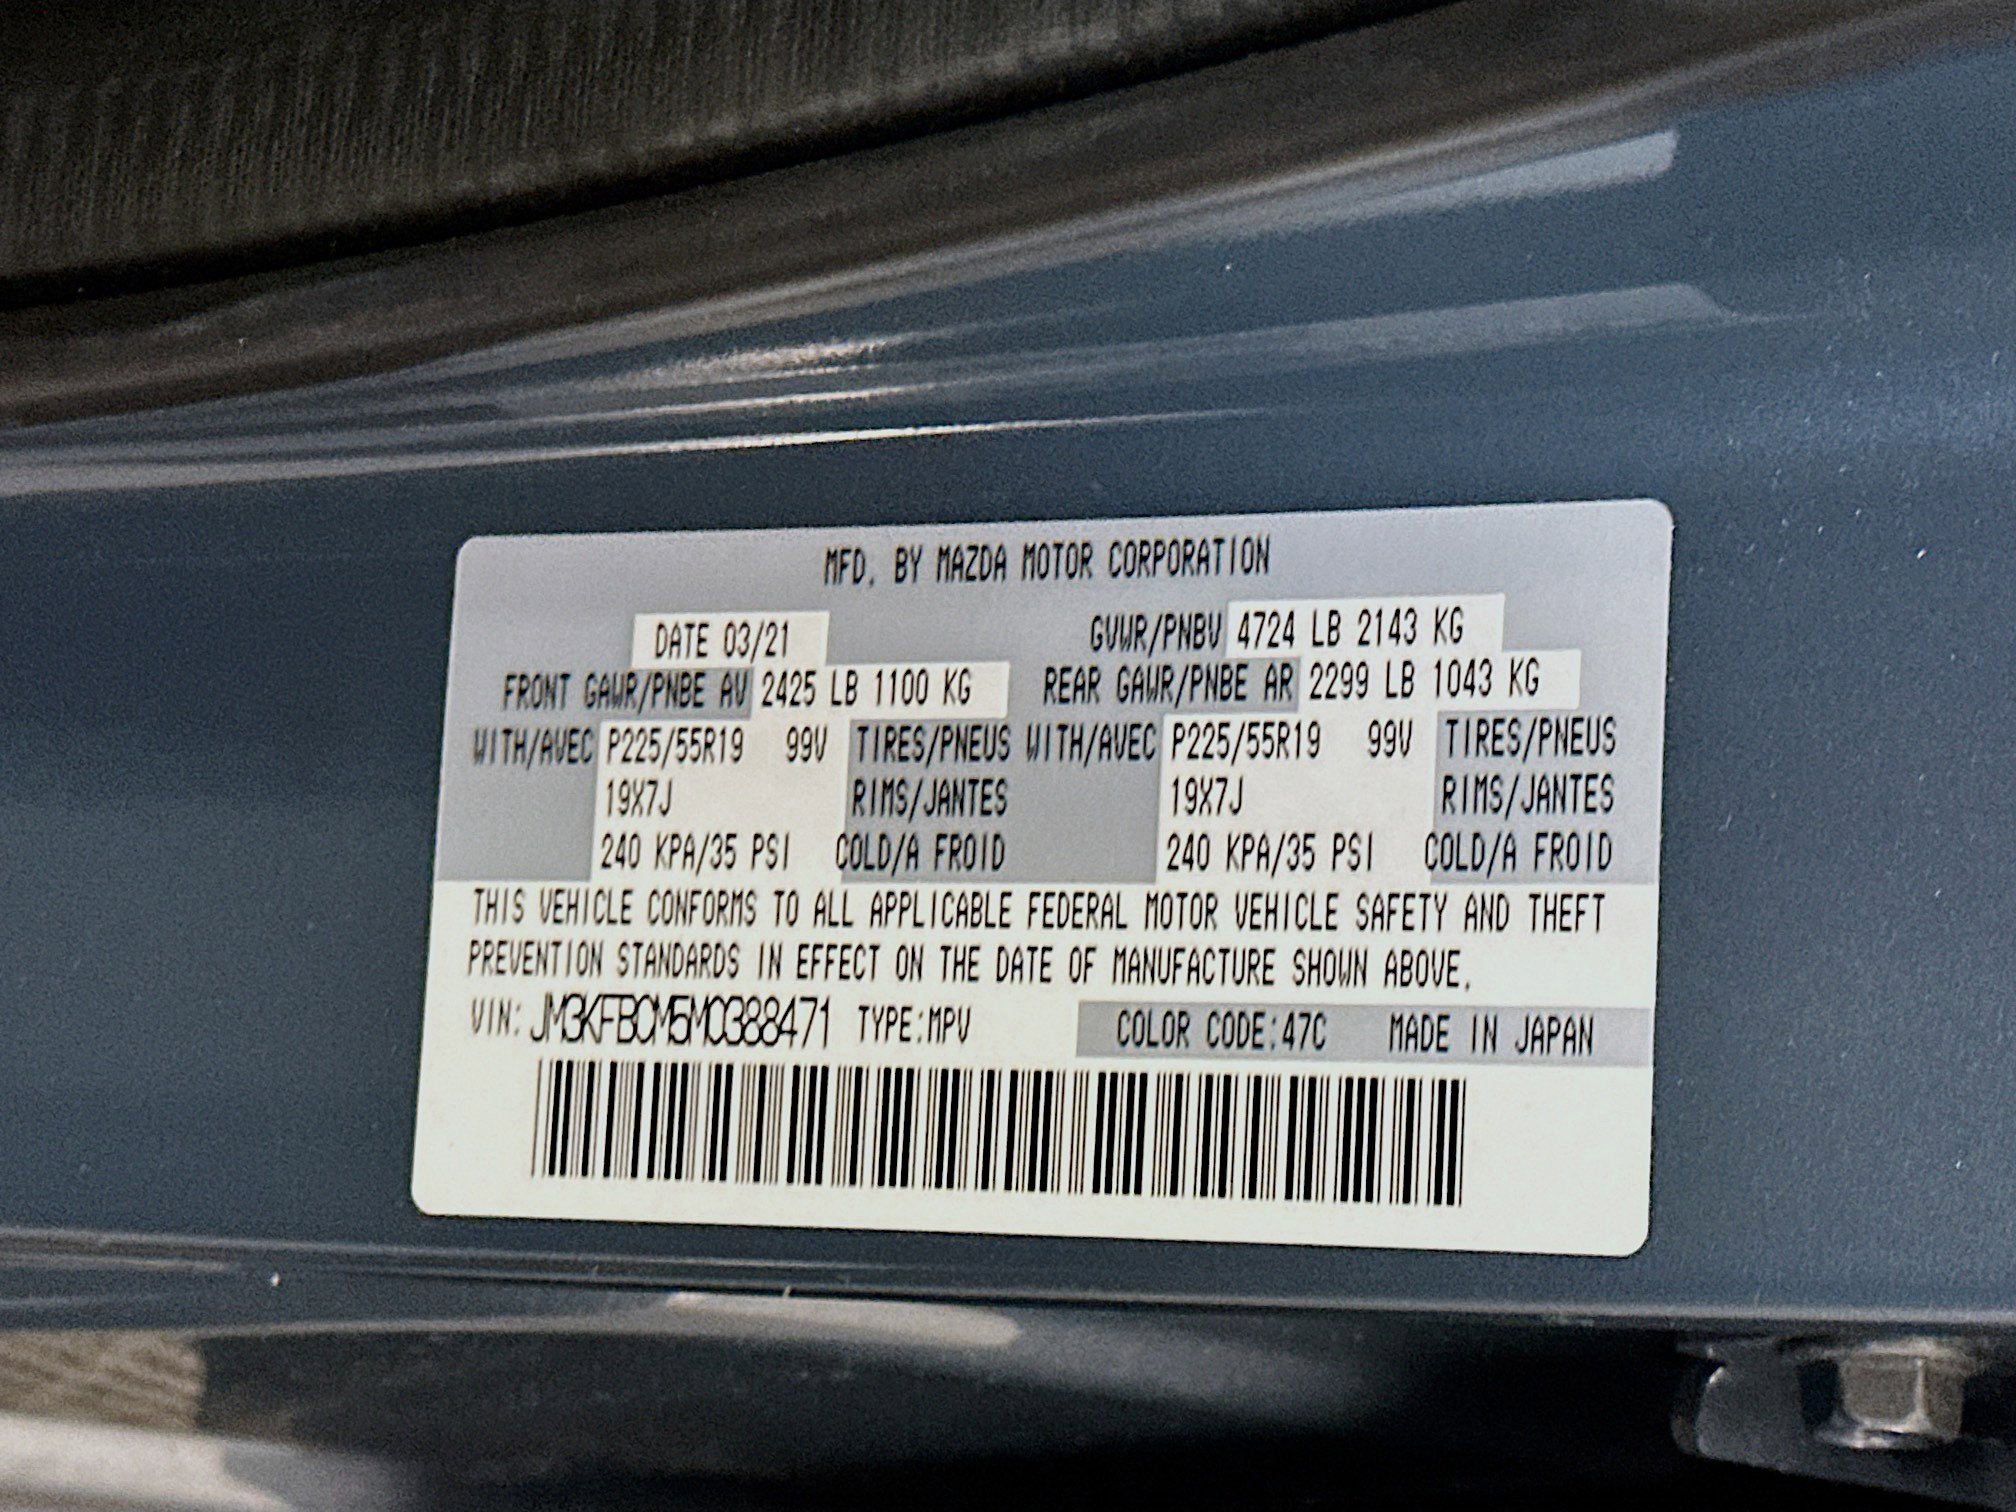 MFD. BY MAZDA MOTOR CORPORATION
DATE 03/21 GVWR/PNBV 4724 LB 2143 KG
FRONT GAWR/PNBE AV 2425 LB 1100 KG REAR GAWR/PNBE AR 2299 LB 1043 KG
WITH/AVEC P225/55R19 99V TIRES/PNEUS WITH/AVEC P225/55R19 99V TIRES/PNEUS
19X7J RIMS/JANTES 19X7J RIMS/JANTES
240 KPA/35 PSI COLD/A FROID 240 KPA/35 PSI COLD/A FROID
THIS VEHICLE CONFORMS TO ALL APPLICABLE FEDERAL MOTOR VEHICLE SAFETY AND THEFT
PREVENTION STANDARDS IN EFFECT ON THE DATE OF MANUFACTURE SHOWN ABOVE.
VIN: JM3KFBCM5M0388471 TYPE:MPV COLOR CODE:47C MADE IN JAPAN